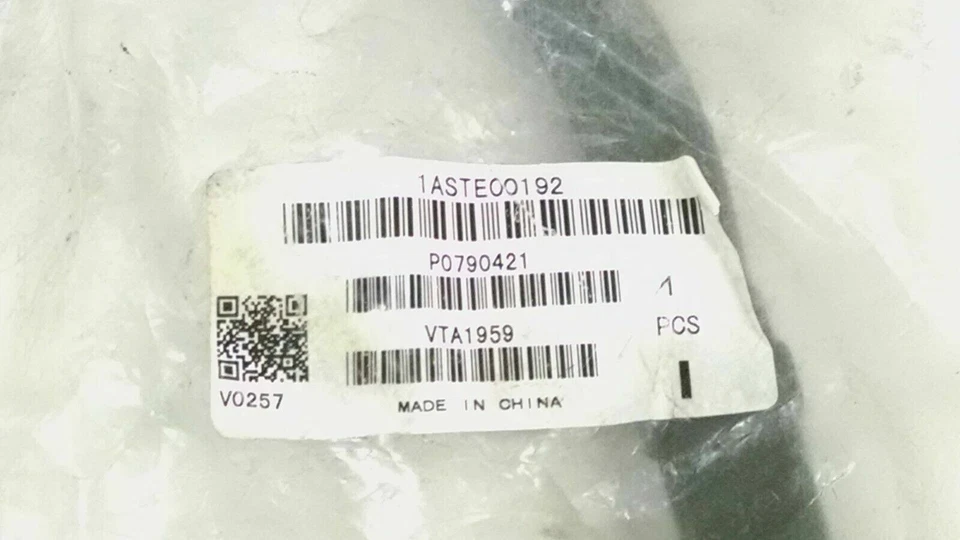 1ASTE00192
P0790421
1
PCS
VTA1959
V0257
MADE IN CHINA